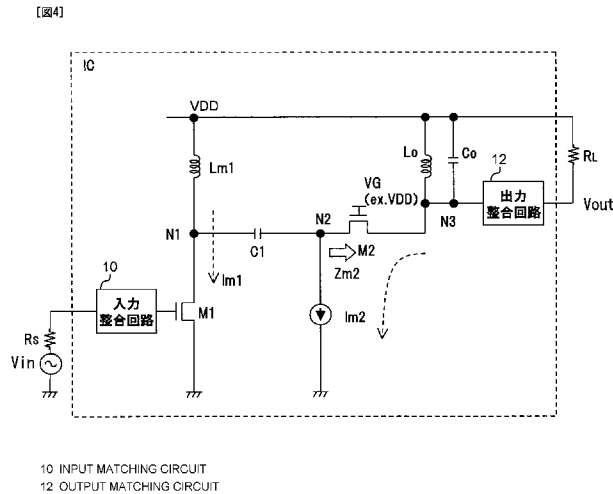 [図4]
IC
VDD
Lm1
Lo
Co
RL
VG
(ex.VDD)
12
出力
整合回路
Vout
N1
C1
N2
M2
N3
Zm2
Im1
10
入力
整合回路
M1
Im2
Rs
Vin
10 INPUT MATCHING CIRCUIT
12 OUTPUT MATCHING CIRCUIT